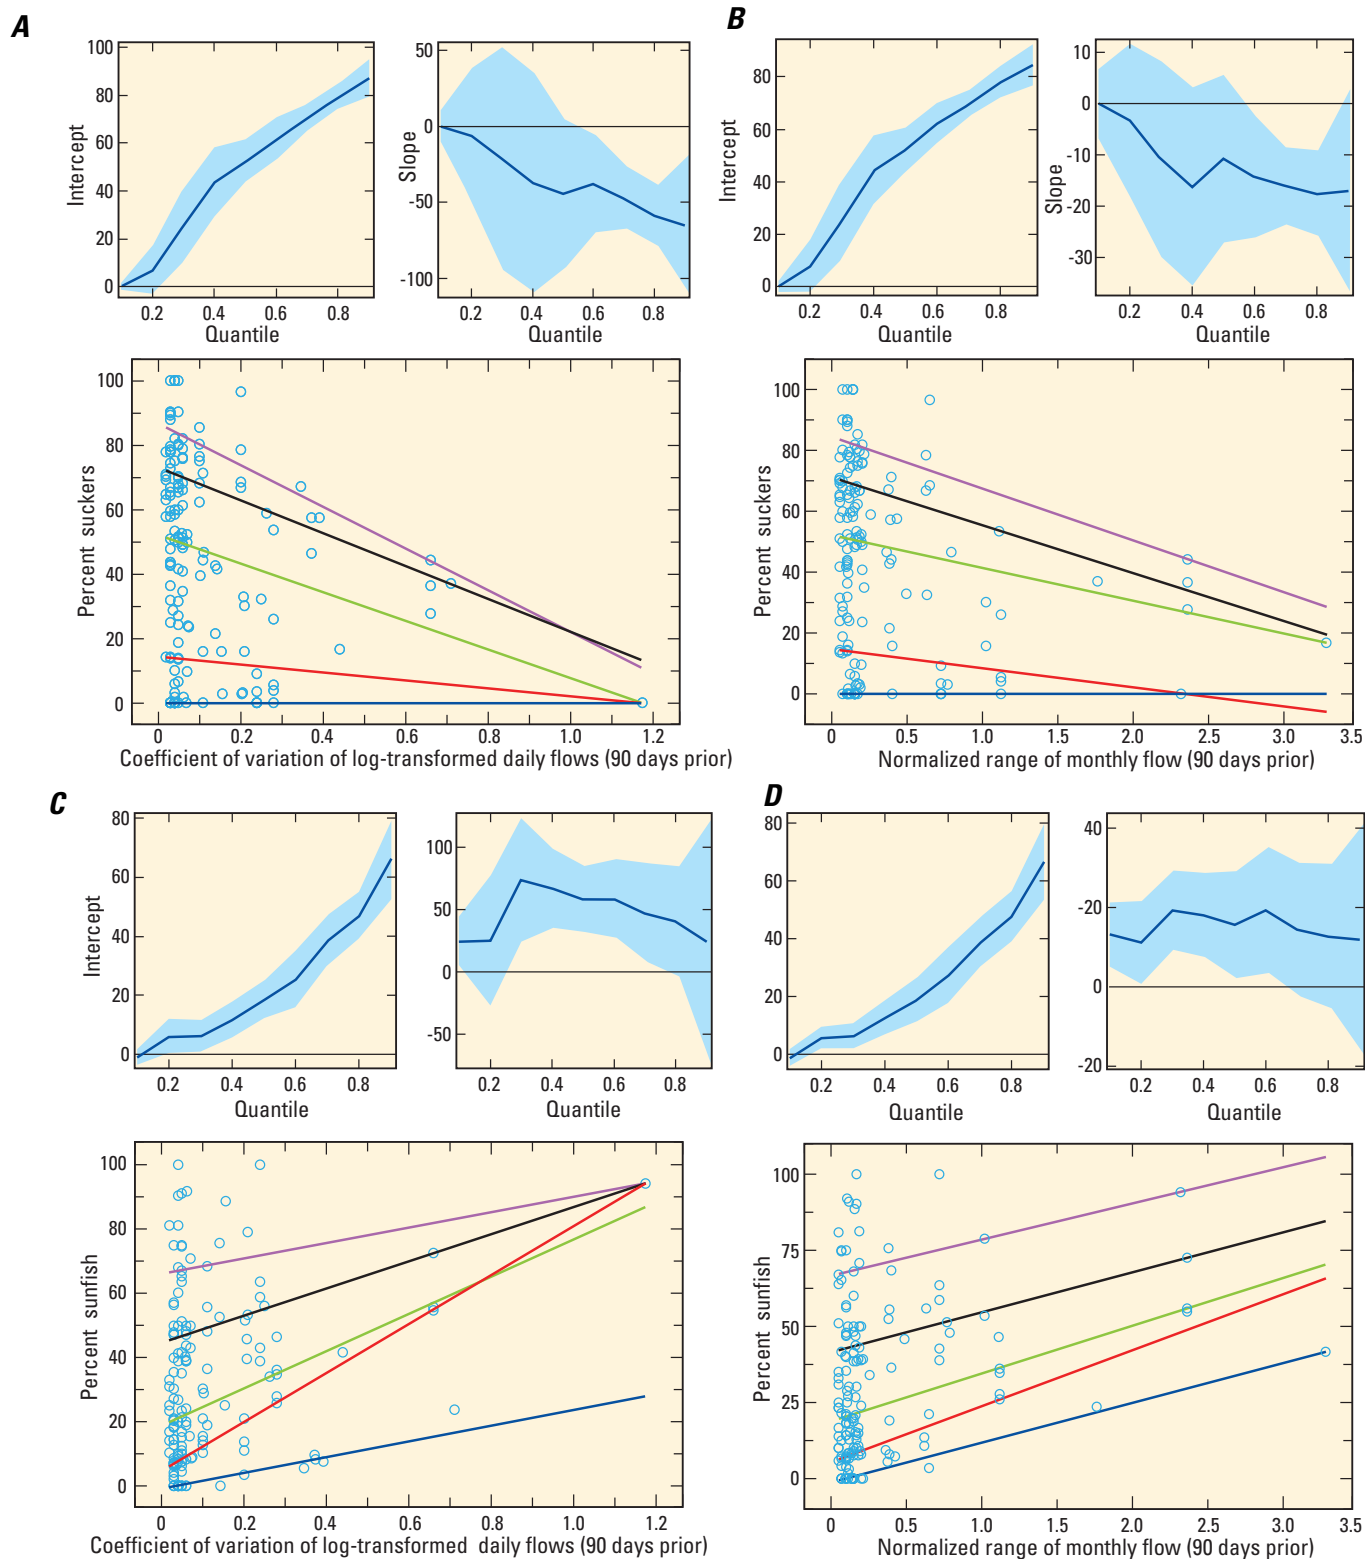 A
B
100
80
60
40
20
0
Intercept
0.2 0.4 0.6 0.8
Quantile
50
0
-50
-100
Slope
0.2 0.4 0.6 0.8
Quantile
80
60
40
20
0
Intercept
0.2 0.4 0.6 0.8
Quantile
10
0
-10
-20
-30
Slope
0.2 0.4 0.6 0.8
Quantile
100
80
60
40
20
0
Percent suckers
0 0.2 0.4 0.6 0.8 1.0 1.2
Coefficient of variation of log-transformed daily flows (90 days prior)
100
80
60
40
20
0
Percent suckers
0 0.5 1.0 1.5 2.0 2.5 3.0 3.5
Normalized range of monthly flow (90 days prior)
C
D
80
60
40
20
0
Intercept
0.2 0.4 0.6 0.8
Quantile
100
50
0
-50
0.2 0.4 0.6 0.8
Quantile
80
60
40
20
0
0.2 0.4 0.6 0.8
Quantile
40
-20
0
-20
0.2 0.4 0.6 0.8
Quantile
100
80
60
40
20
0
Percent sunfish
0 0.2 0.4 0.6 0.8 1.0 1.2
Coefficient of variation of log-transformed daily flows (90 days prior)
100
75
50
25
0
Percent sunfish
0 0.5 1.0 1.5 2.0 2.5 3.0 3.5
Normalized range of monthly flow (90 days prior)